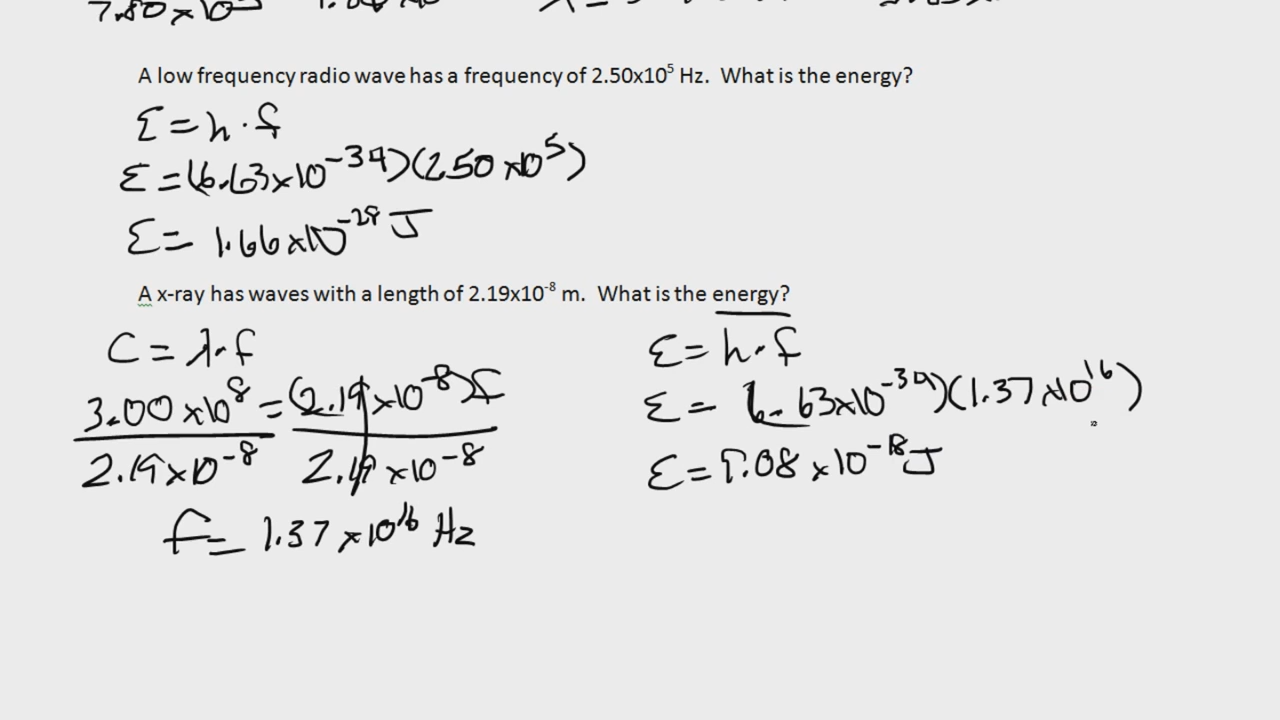 A low frequency radio wave has a frequency of 2.50x10⁵ Hz. What is the energy?
E = h · f
E = (6.63x10⁻³⁴)(2.50x10⁵)
E = 1.66x10⁻²⁸ J
A x-ray has waves with a length of 2.19x10⁻⁸ m. What is the energy?
C = λ · f
3.00x10⁸ = (2.19x10⁻⁸)f
2.19x10⁻⁸ 2.19x10⁻⁸
f = 1.37x10¹⁶ Hz
E = h · f
E = 6.63x10⁻³⁴)(1.37x10¹⁶)
E = 9.08x10⁻¹⁸ J